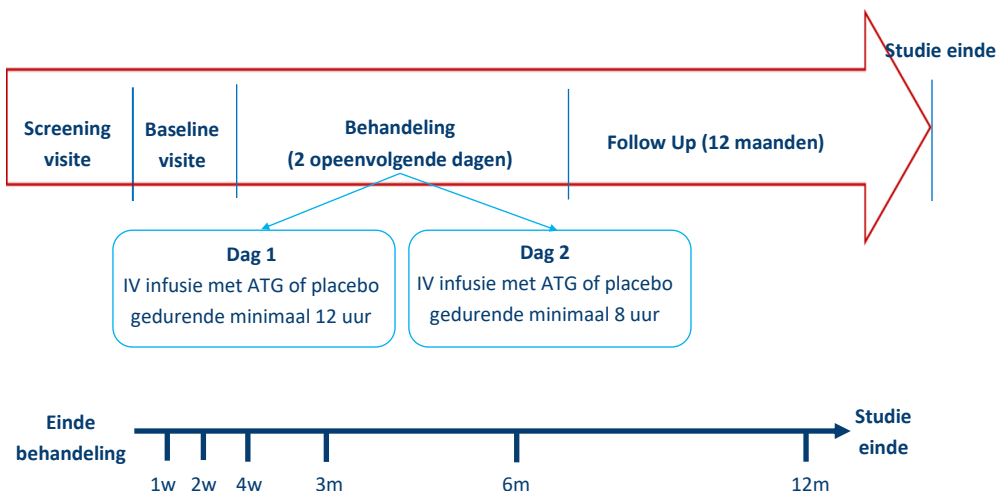 Studie einde
Screening
visite
Baseline
visite
Behandeling
(2 opeenvolgende dagen)
Follow Up (12 maanden)
Dag 1
IV infusie met ATG of placebo
gedurende minimaal 12 uur
Dag 2
IV infusie met ATG of placebo
gedurende minimaal 8 uur
Einde
behandeling
Studie
einde
1w 2w 4w 3m 6m 12m